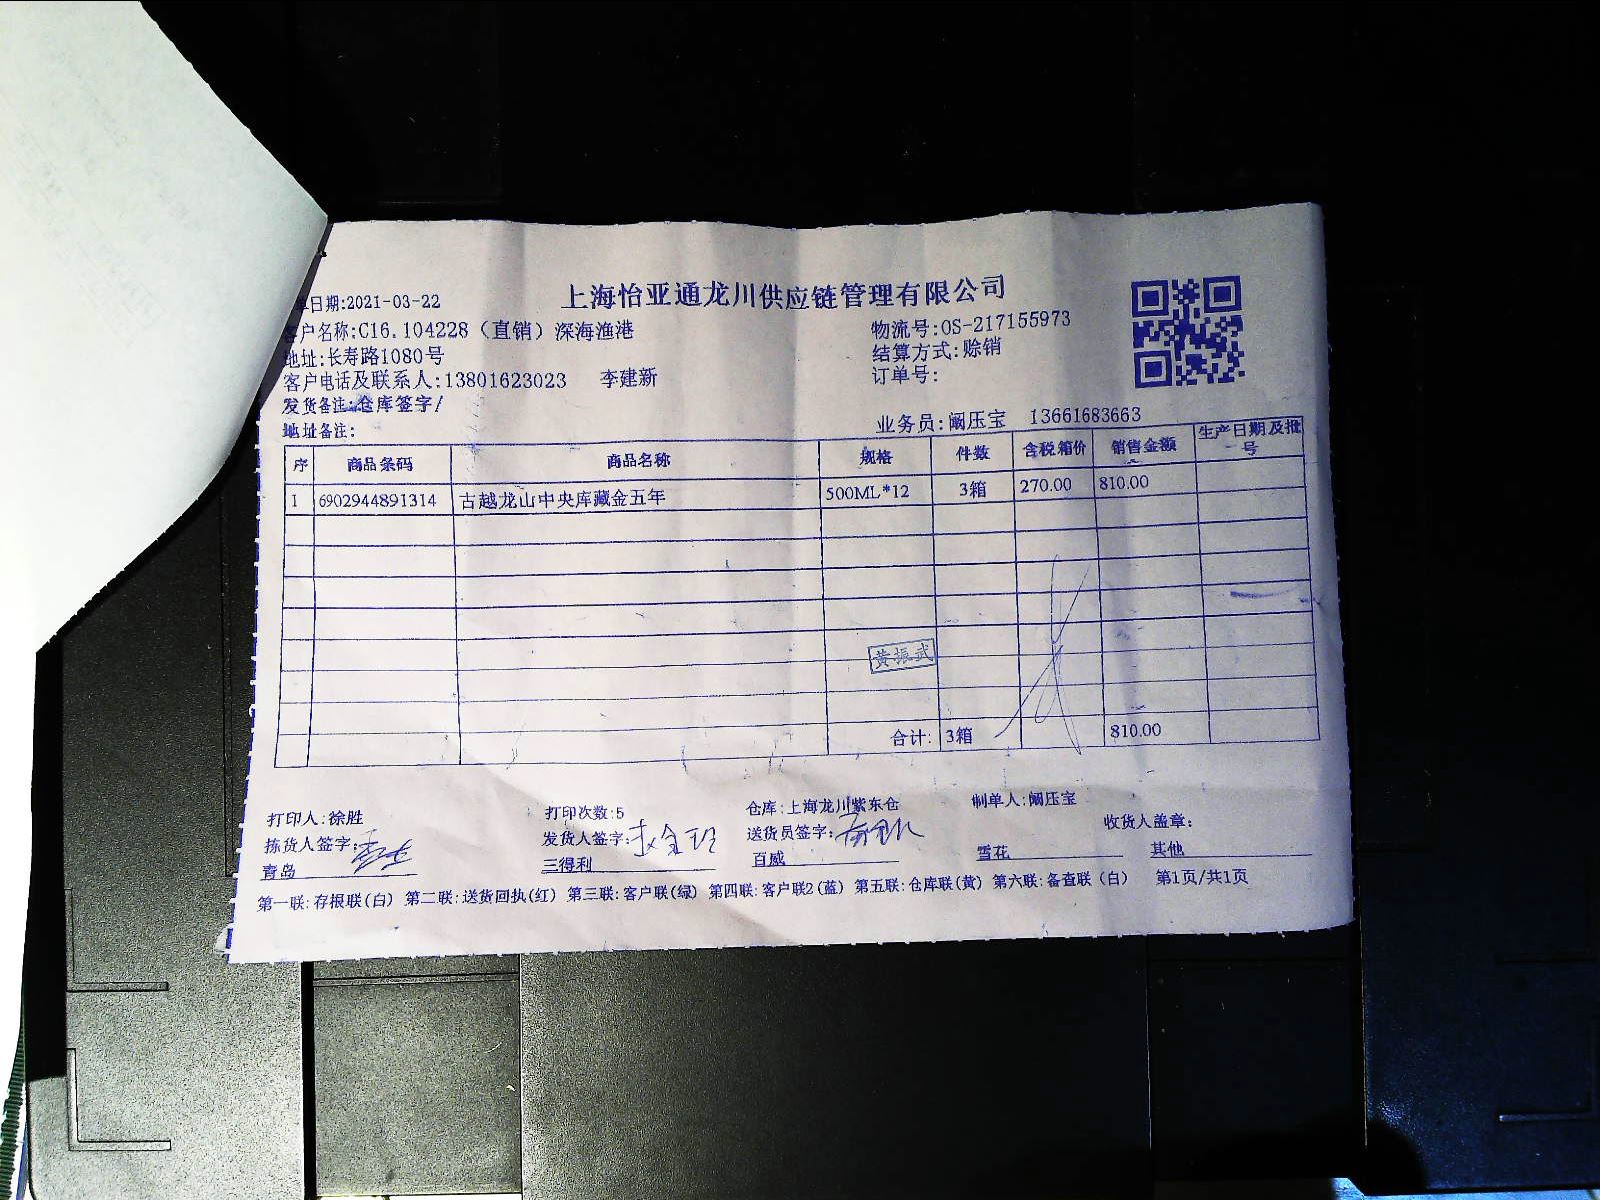 上海怡亚通龙川供应链管理有限公司
单日期:2021-03-22
客户名称:C16.104228（直销）深海渔港
物流号:OS-217155973
地址:长寿路1080号
结算方式:赊销
客户电话及联系人:13801623023 李建新
订单号:
发货备注:仓库签字/
地址备注:
业务员:阚压宝 13661683663
序 商品条码 商品名称 规格 件数 含税箱价 销售金额 生产日期及批号
1 6902944891314 古越龙山中央库藏金五年 500ML*12 3箱 270.00 810.00
黄振武
合计: 3箱 810.00
打印人:徐胜 打印次数:5 仓库:上海龙川紫东仓 制单人:阚压宝
拣货人签字: 发货人签字: 送货员签字: 收货人盖章:
青岛 三得利 百威 雪花 其他
第一联:存根联(白) 第二联:送货回执(红) 第三联:客户联(绿) 第四联:客户联2(蓝) 第五联:仓库联(黄) 第六联:备查联(白) 第1页/共1页